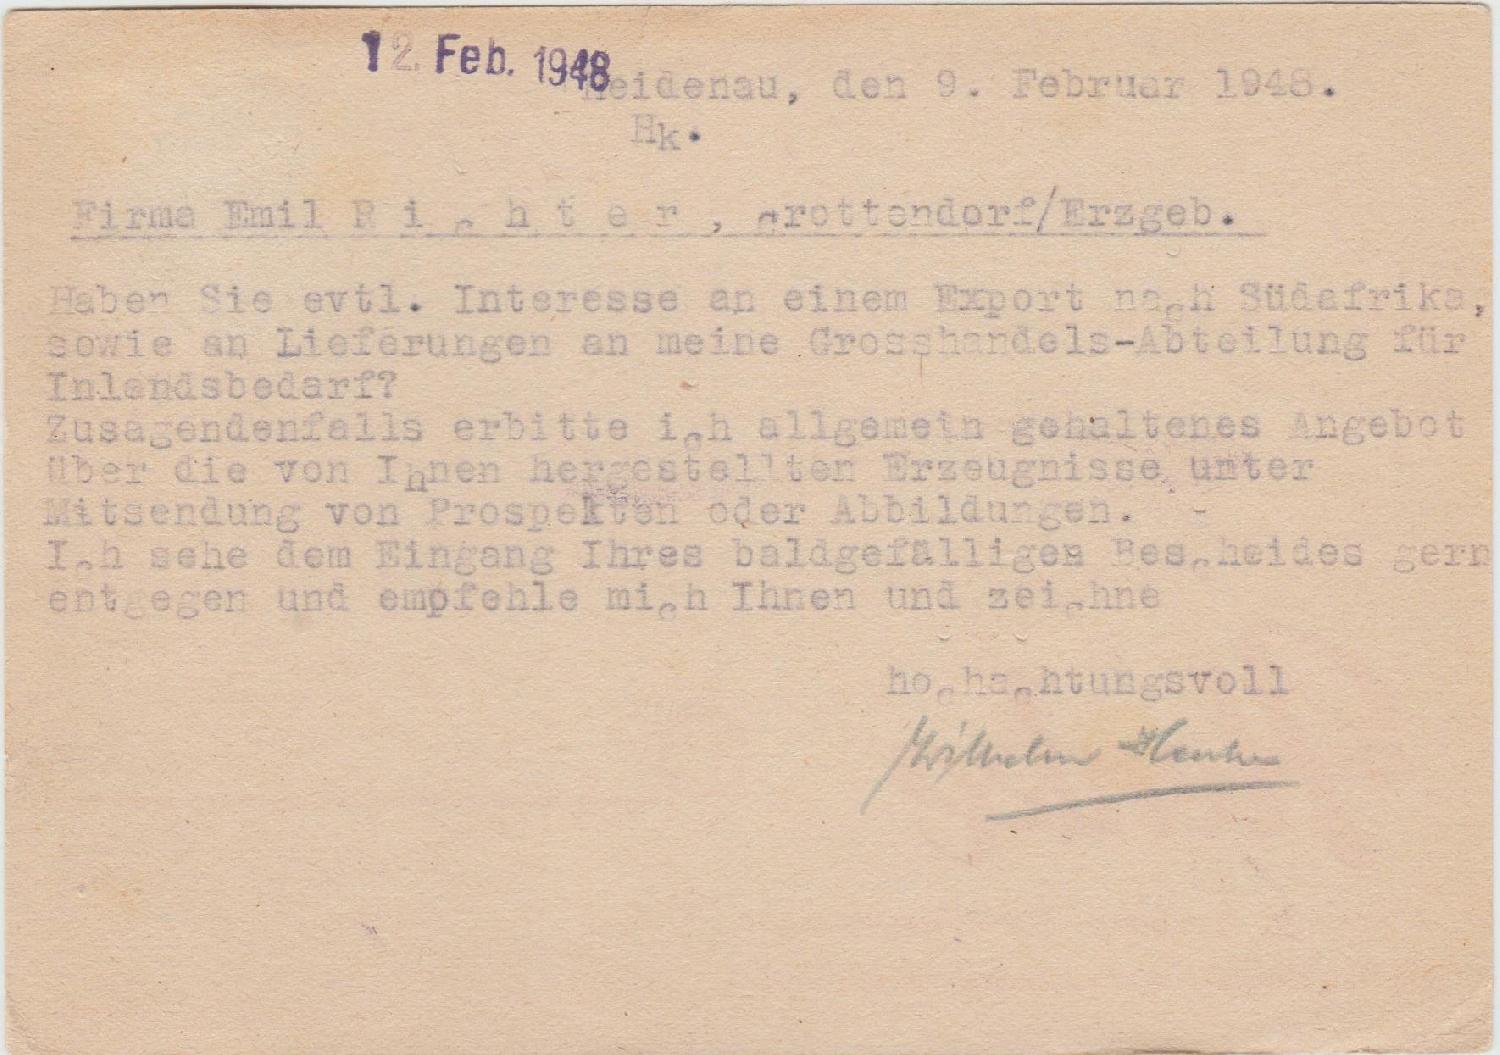 12. Feb. 1948
Heidenau, den 9. Februar 1948.
Hk.
Firma Emil R i c h t e r , Crottendorf/Erzgeb.
Haben Sie evtl. Interesse an einem Export nach Südafrika,
sowie an Lieferungen an meine Grosshandels-Abteilung für
Inlandsbedarf?
Zusagendenfalls erbitte ich allgemein gehaltenes Angebot
über die von Ihnen hergestellten Erzeugnisse unter
Mitsendung von Prospekten oder Abbildungen.
Ich sehe dem Eingang Ihres baldgefälligen Bescheides gern
entgegen und empfehle mich Ihnen und zeichne
hochachtungsvoll
Wilhelm